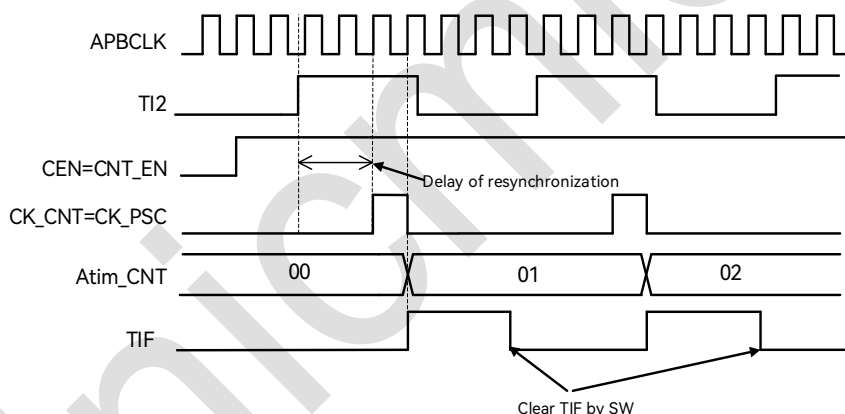 APBCLK
TI2
CEN=CNT_EN
Delay of resynchronization
CK_CNT=CK_PSC
Atim_CNT 00 01 02
TIF
Clear TIF by SW